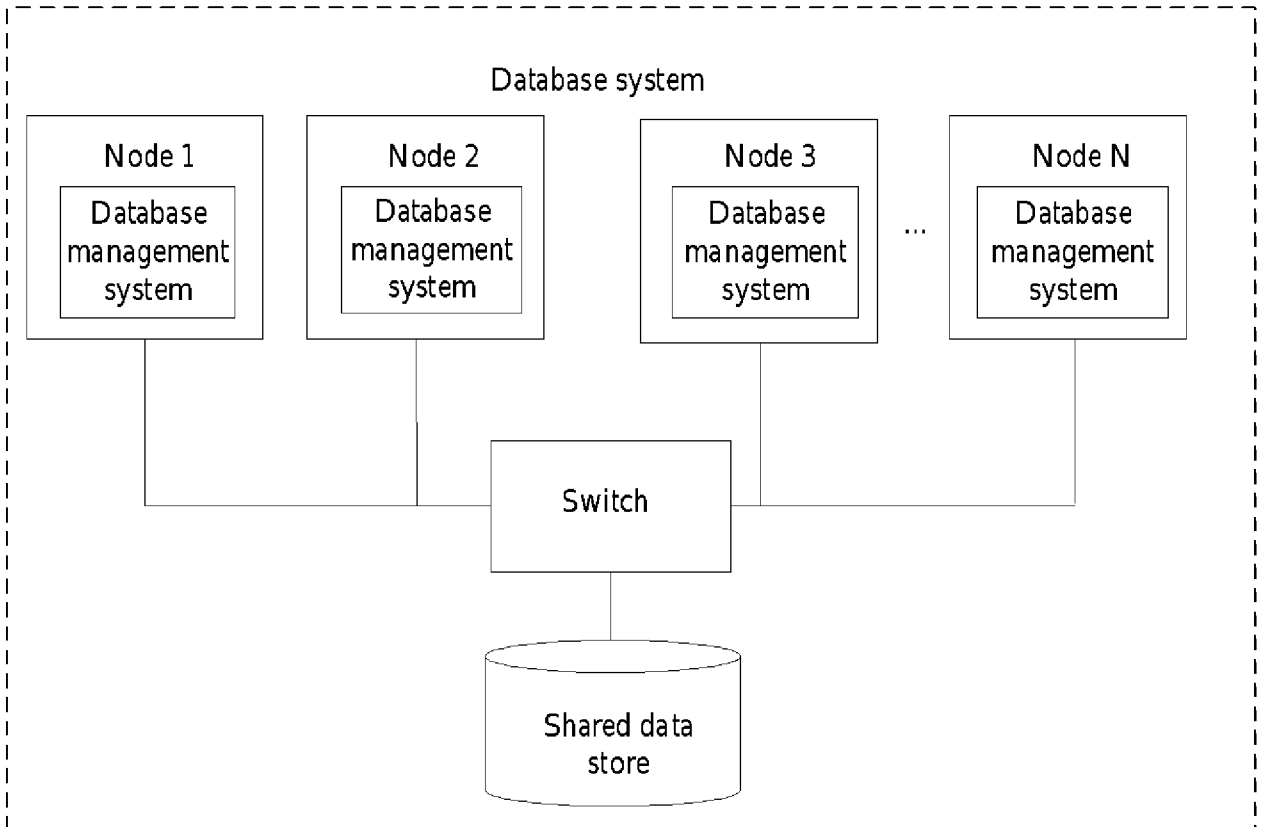 Database system
Node 1
Database
management
system
Node 2
Database
management
system
Node 3
Database
management
system
...
Node N
Database
management
system
Switch
Shared data
store